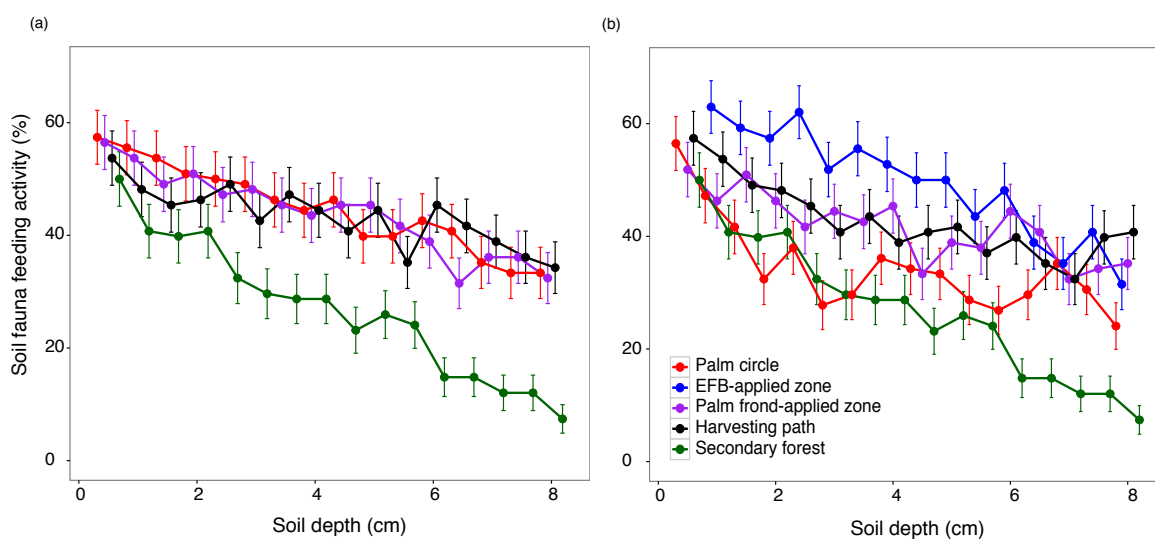 (a)
(b)
Soil fauna feeding activity (%)
60
40
20
0
0 2 4 6 8
Soil depth (cm)
60
40
20
0
Palm circle
EFB-applied zone
Palm frond-applied zone
Harvesting path
Secondary forest
0 2 4 6 8
Soil depth (cm)